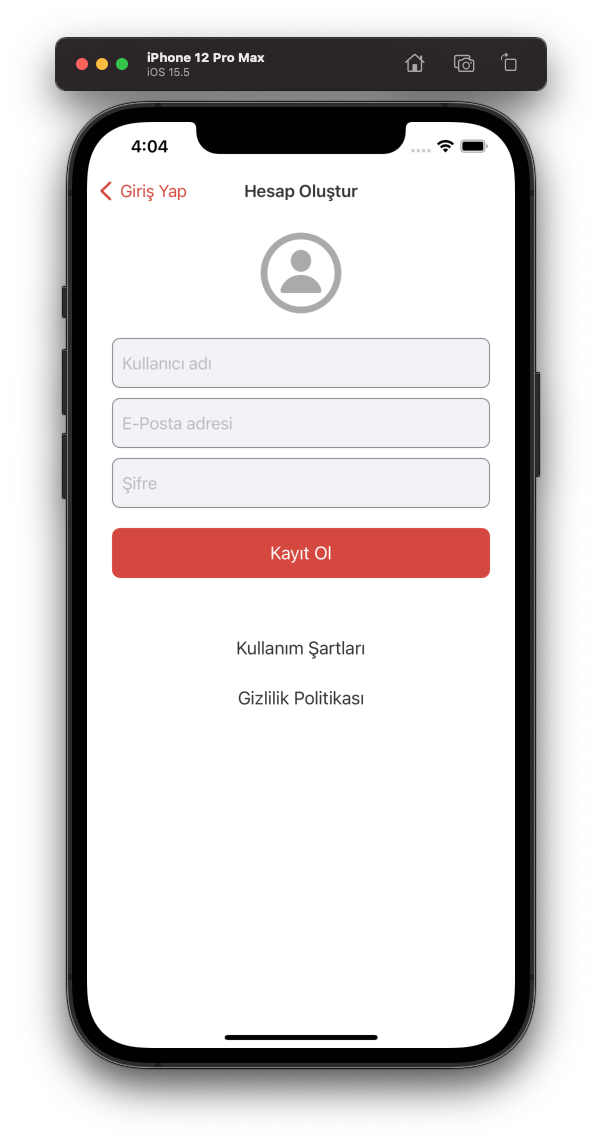 iPhone 12 Pro Max
iOS 15.5
4:04
Giriş Yap
Hesap Oluştur
Kullanıcı adı
E-Posta adresi
Şifre
Kayıt Ol
Kullanım Şartları
Gizlilik Politikası